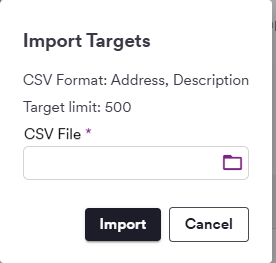 Import Targets
CSV Format: Address, Description
Target limit: 500
CSV File *
Import
Cancel